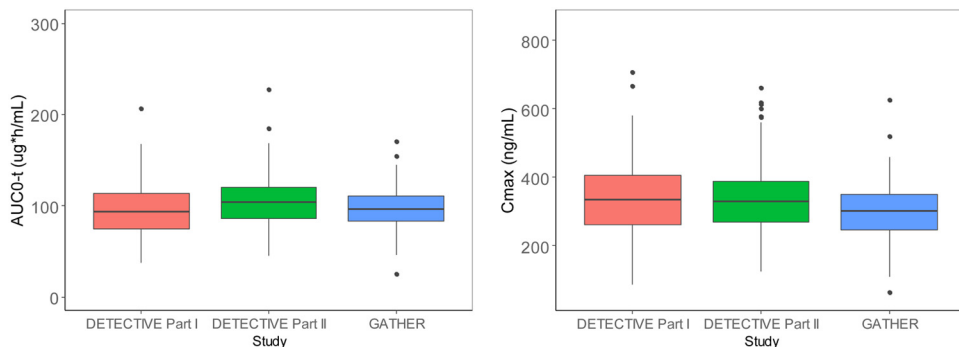 300
200
100
0
AUC0-t (ug*h/mL)
DETECTIVE Part I DETECTIVE Part II GATHER
Study
800
600
400
200
Cmax (ng/mL)
DETECTIVE Part I DETECTIVE Part II GATHER
Study